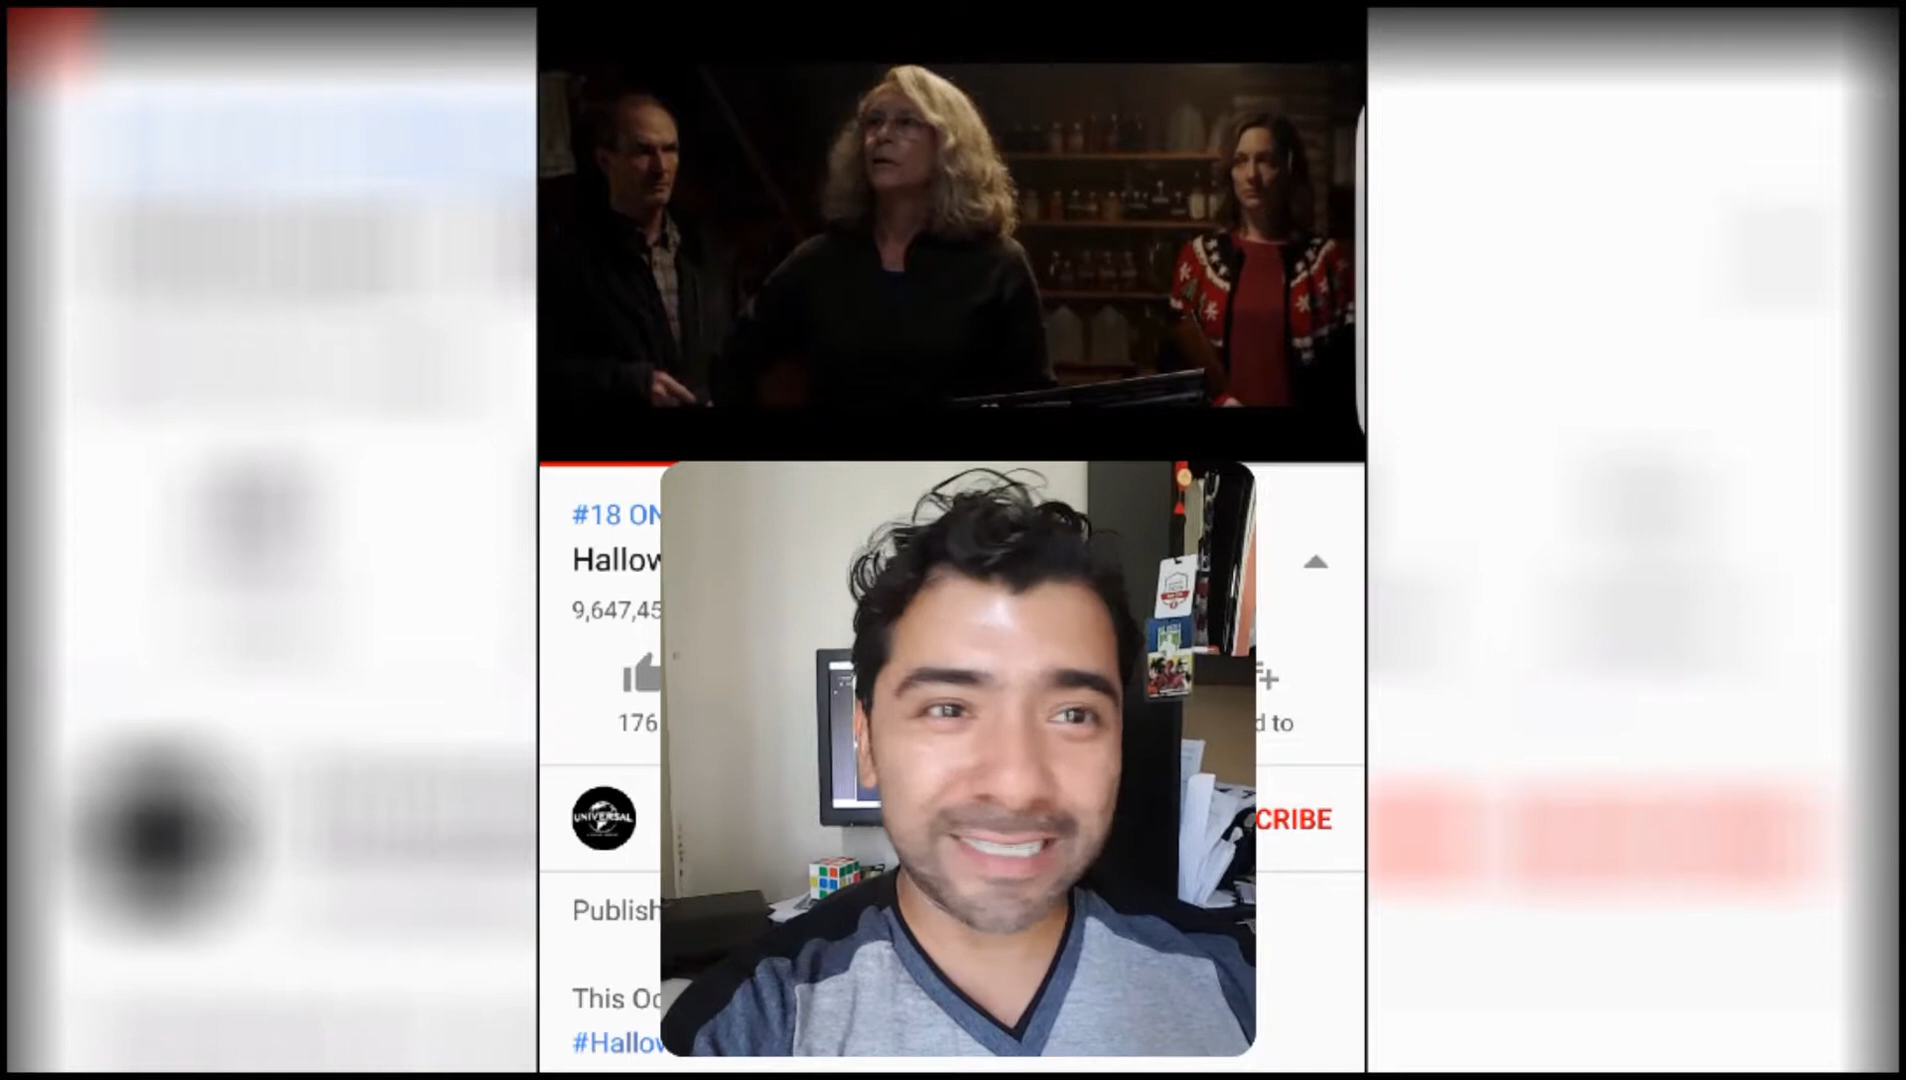 #18 ON
Hallow
9,647,45
176
d to
UNIVERSAL
CRIBE
Publish
This Oc
#Hallow